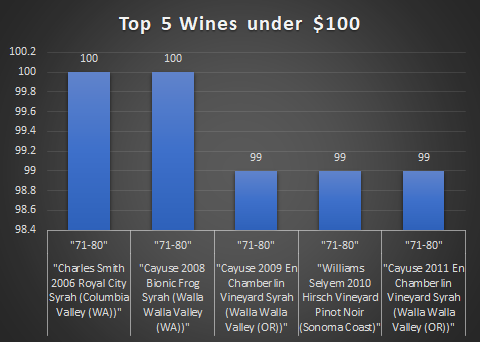 Top 5 Wines under $100
100.2
100
99.8
99.6
99.4
99.2
99
98.8
98.6
98.4
100
100
99
99
99
"71-80"
"71-80"
"71-80"
"71-80"
"71-80"
"Charles Smith
2006 Royal City
Syrah (Columbia
Valley (WA))"
"Cayuse 2008
Bionic Frog
Syrah (Walla
Walla Valley
(WA))"
"Cayuse 2009 En
Chamberlin
Vineyard Syrah
(Walla Walla
Valley (OR))"
"Williams
Selyem 2010
Hirsch Vineyard
Pinot Noir
(Sonoma Coast)"
"Cayuse 2011 En
Chamberlin
Vineyard Syrah
(Walla Walla
Valley (OR))"